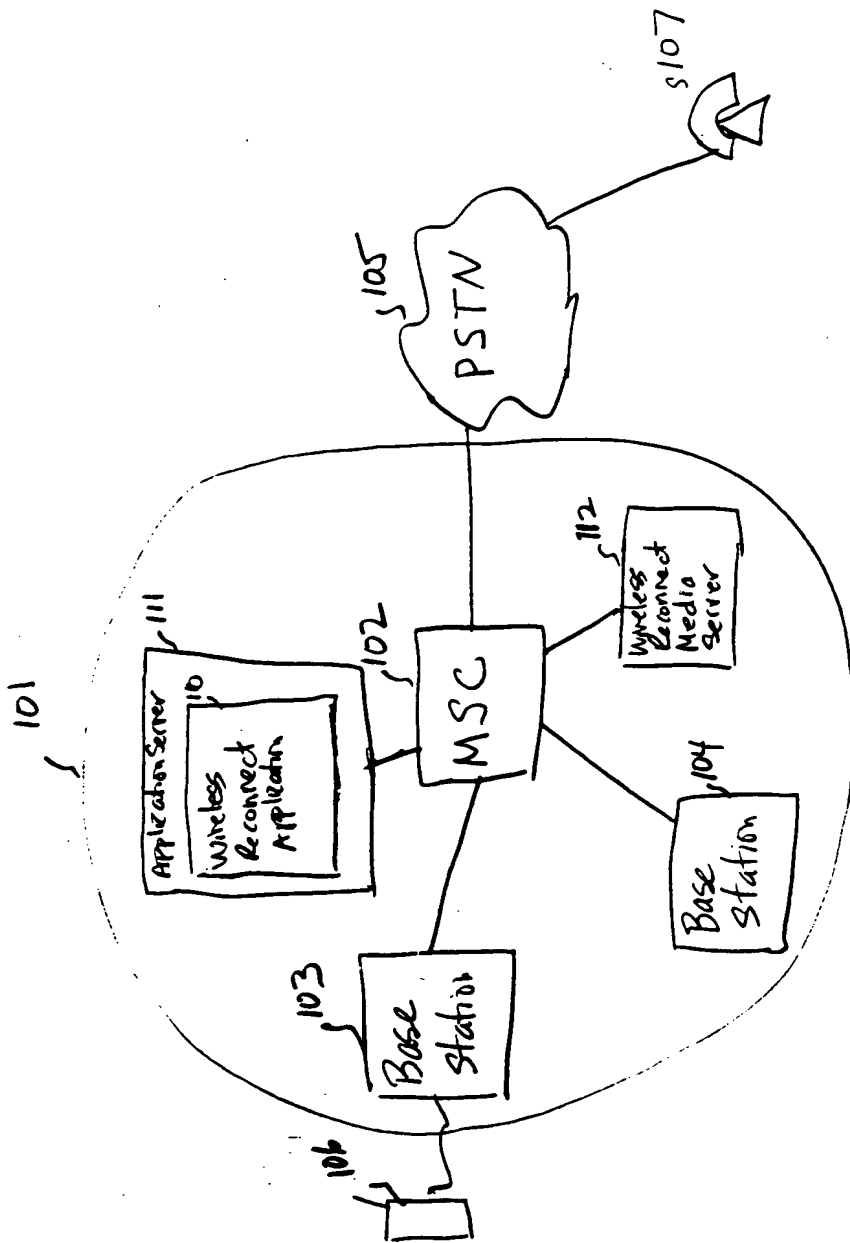 101
Application Server
111
10
Wireless
Reconnect
Application
102
MSC
105
PSTN
107
103
Base
Station
106
Base
Station
104
Wireless
Reconnect
Media
Server
112